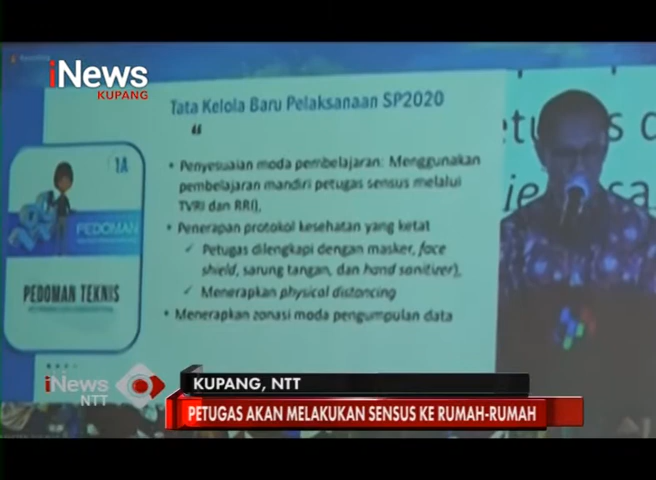 iNews
KUPANG
Tata Kelola Baru Pelaksanaan SP2020
“
• Penyesuaian moda pembelajaran: Menggunakan
pembelajaran mandiri petugas sensus melalui
TVRI dan RRI),
• Penerapan protokol kesehatan yang ketat
✓ Petugas dilengkapi dengan masker, face
shield, sarung tangan, dan hand sanitizer),
✓ Menerapkan physical distancing
• Menerapkan zonasi moda pengumpulan data
1A
PEDOMAN
PEDOMAN TEKNIS
etugas d
sa
iNews
NTT
KUPANG, NTT
PETUGAS AKAN MELAKUKAN SENSUS KE RUMAH-RUMAH